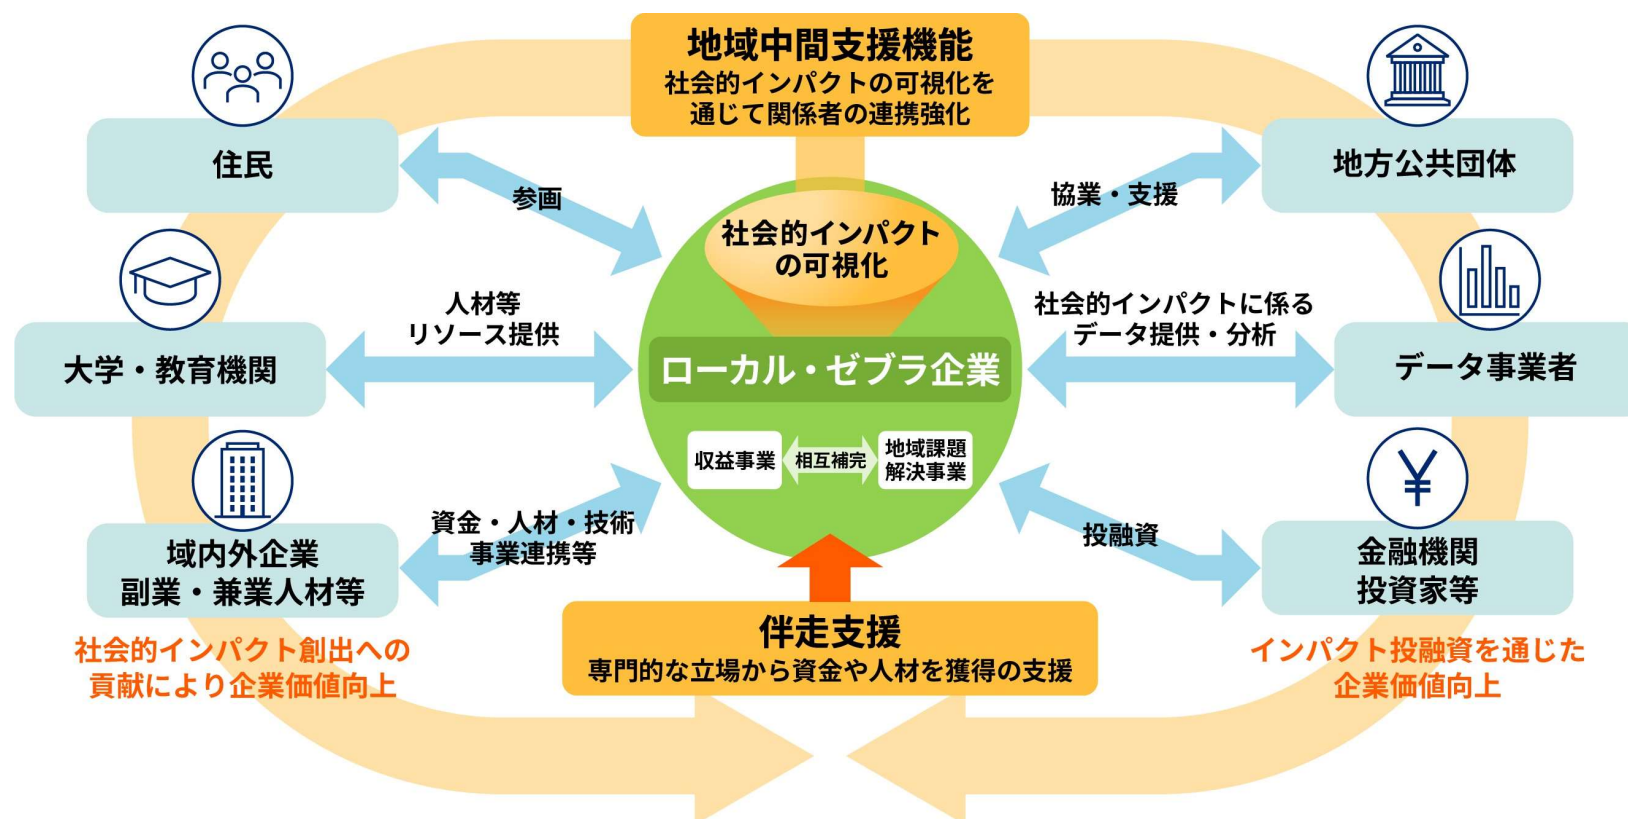 地域中間支援機能
社会的インパクトの可視化を
通じて関係者の連携強化
住民
参画
地方公共団体
協業・支援
社会的インパクト
の可視化
大学・教育機関
人材等
リソース提供
ローカル・ゼブラ企業
社会的インパクトに係る
データ提供・分析
データ事業者
収益事業
相互補完
地域課題
解決事業
域内外企業
副業・兼業人材等
資金・人材・技術
事業連携等
投融資
金融機関
投資家等
社会的インパクト創出への
貢献により企業価値向上
伴走支援
専門的な立場から資金や人材を獲得の支援
インパクト投融資を通じた
企業価値向上